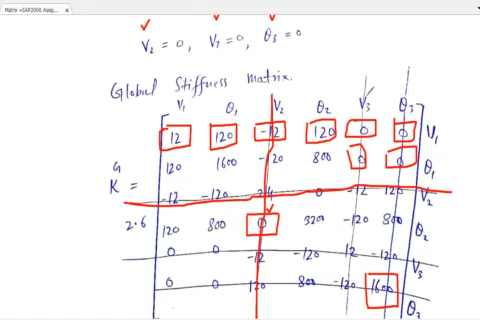 Matrix +SAP2000 Assig...
V₂ = 0, V₃ = 0, θ₃ = 0
Global Stiffness Matrix.
V₁ θ₁ V₂ θ₂ V₃ θ₃
12 120 -12 120 0 0 V₁
120 1600 -120 800 0 0 θ₁
G
K =
-12 -120 24 0 -12 120 V₂
2.6 120 800 0 3200 -120 800 θ₂
0 0 -12 -120 12 -120 V₃
0 0 120 800 -120 1600 θ₃